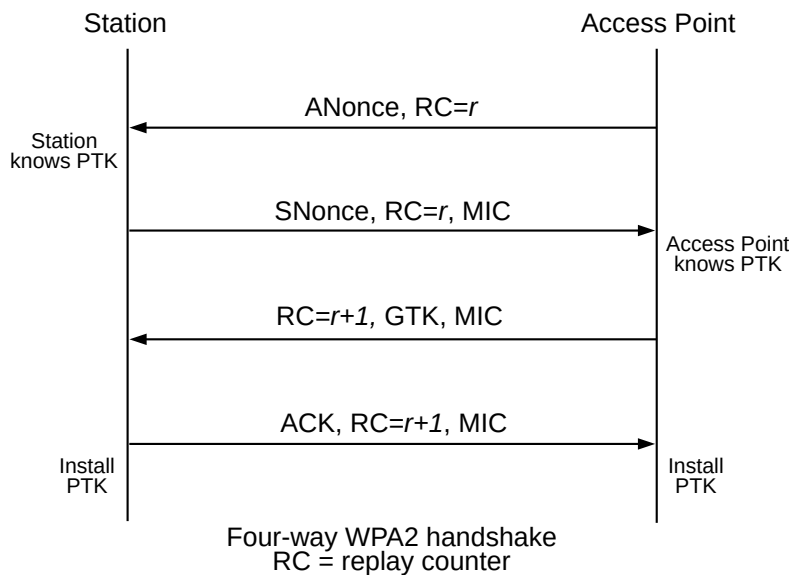 Station
Access Point
ANonce, RC=r
Station
knows PTK
SNonce, RC=r, MIC
Access Point
knows PTK
RC=r+1, GTK, MIC
ACK, RC=r+1, MIC
Install
PTK
Install
PTK
Four-way WPA2 handshake
RC = replay counter